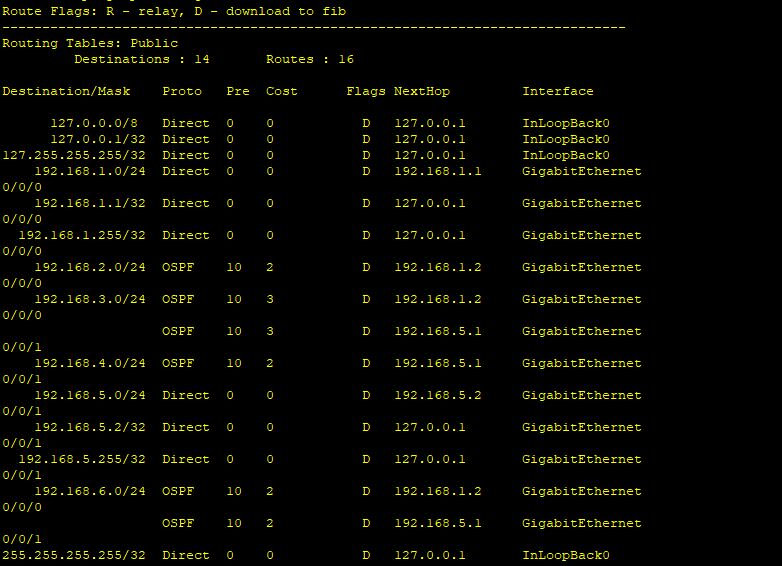 Route Flags: R - relay, D - download to fib
------------------------------------------------------------------------------
Routing Tables: Public
         Destinations : 14       Routes : 16

Destination/Mask    Proto   Pre  Cost      Flags NextHop         Interface

      127.0.0.0/8   Direct  0    0           D   127.0.0.1       InLoopBack0
      127.0.0.1/32  Direct  0    0           D   127.0.0.1       InLoopBack0
127.255.255.255/32  Direct  0    0           D   127.0.0.1       InLoopBack0
    192.168.1.0/24  Direct  0    0           D   192.168.1.1     GigabitEthernet
0/0/0
    192.168.1.1/32  Direct  0    0           D   127.0.0.1       GigabitEthernet
0/0/0
  192.168.1.255/32  Direct  0    0           D   127.0.0.1       GigabitEthernet
0/0/0
    192.168.2.0/24  OSPF    10   2           D   192.168.1.2     GigabitEthernet
0/0/0
    192.168.3.0/24  OSPF    10   3           D   192.168.1.2     GigabitEthernet
0/0/0
                    OSPF    10   3           D   192.168.5.1     GigabitEthernet
0/0/1
    192.168.4.0/24  OSPF    10   2           D   192.168.5.1     GigabitEthernet
0/0/1
    192.168.5.0/24  Direct  0    0           D   192.168.5.2     GigabitEthernet
0/0/1
    192.168.5.2/32  Direct  0    0           D   127.0.0.1       GigabitEthernet
0/0/1
  192.168.5.255/32  Direct  0    0           D   127.0.0.1       GigabitEthernet
0/0/1
    192.168.6.0/24  OSPF    10   2           D   192.168.1.2     GigabitEthernet
0/0/0
                    OSPF    10   2           D   192.168.5.1     GigabitEthernet
0/0/1
255.255.255.255/32  Direct  0    0           D   127.0.0.1       InLoopBack0